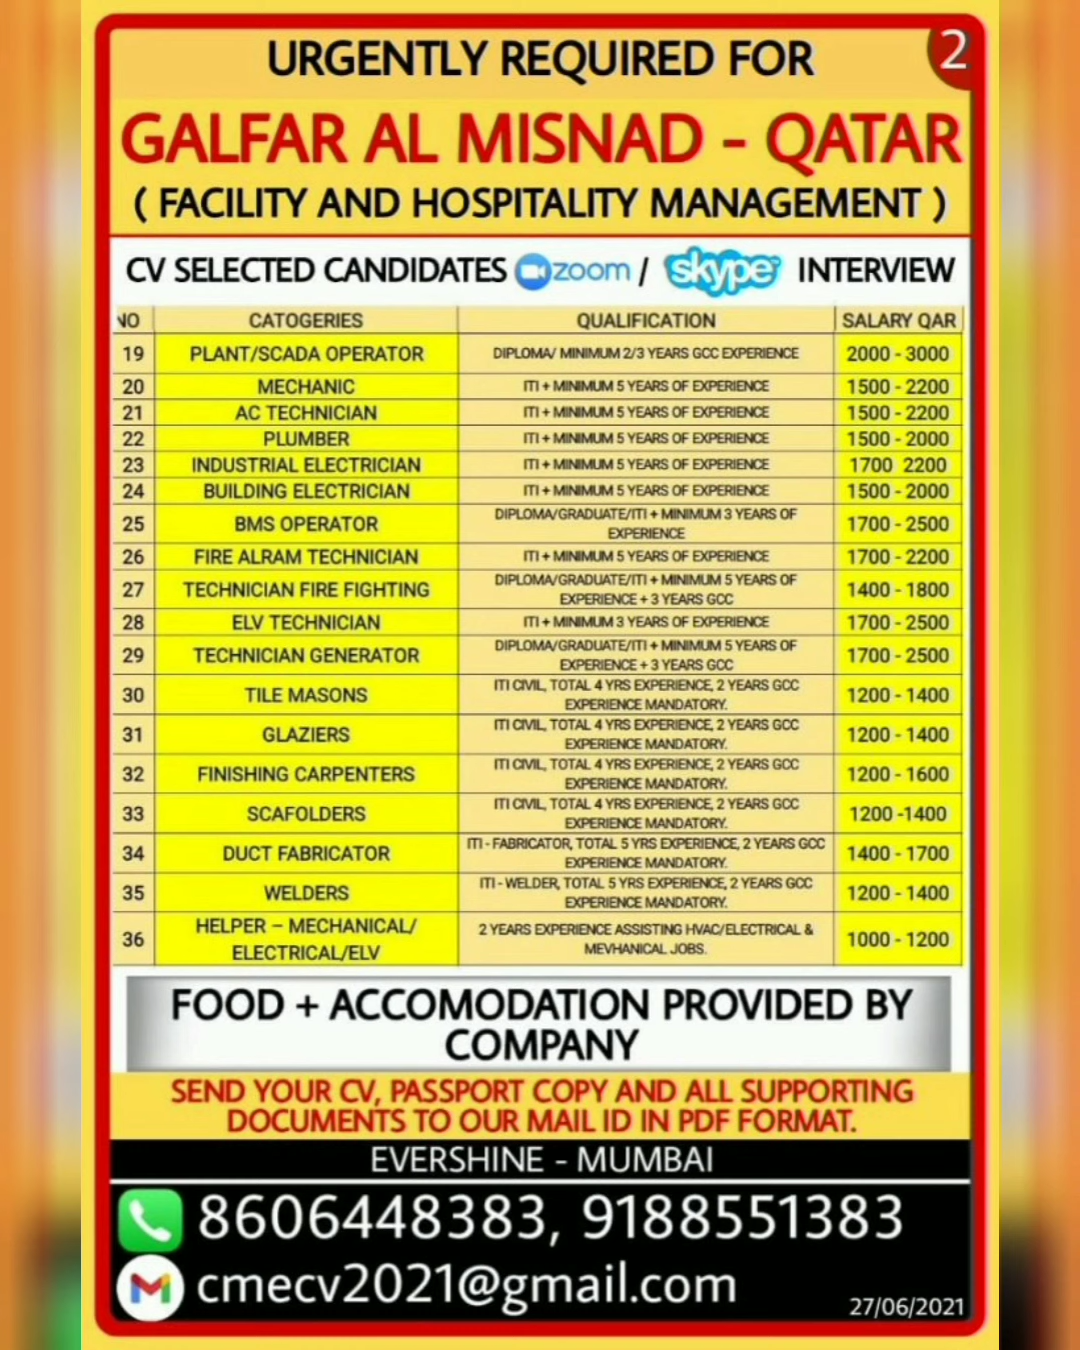 URGENTLY REQUIRED FOR 2
GALFAR AL MISNAD - QATAR
( FACILITY AND HOSPITALITY MANAGEMENT )
CV SELECTED CANDIDATES zoom / skype INTERVIEW
NO CATOGERIES QUALIFICATION SALARY QAR
19 PLANT/SCADA OPERATOR DIPLOMA/ MINIMUM 2/3 YEARS GCC EXPERIENCE 2000 - 3000
20 MECHANIC ITI + MINIMUM 5 YEARS OF EXPERIENCE 1500 - 2200
21 AC TECHNICIAN ITI + MINIMUM 5 YEARS OF EXPERIENCE 1500 - 2200
22 PLUMBER ITI + MINIMUM 5 YEARS OF EXPERIENCE 1500 - 2000
23 INDUSTRIAL ELECTRICIAN ITI + MINIMUM 5 YEARS OF EXPERIENCE 1700 2200
24 BUILDING ELECTRICIAN ITI + MINIMUM 5 YEARS OF EXPERIENCE 1500 - 2000
25 BMS OPERATOR DIPLOMA/GRADUATE/ITI + MINIMUM 3 YEARS OF
EXPERIENCE 1700 - 2500
26 FIRE ALRAM TECHNICIAN ITI + MINIMUM 5 YEARS OF EXPERIENCE 1700 - 2200
27 TECHNICIAN FIRE FIGHTING DIPLOMA/GRADUATE/ITI + MINIMUM 5 YEARS OF
EXPERIENCE + 3 YEARS GCC 1400 - 1800
28 ELV TECHNICIAN ITI + MINIMUM 3 YEARS OF EXPERIENCE 1700 - 2500
29 TECHNICIAN GENERATOR DIPLOMA/GRADUATE/ITI + MINIMUM 5 YEARS OF
EXPERIENCE + 3 YEARS GCC 1700 - 2500
30 TILE MASONS ITI CIVIL, TOTAL 4 YRS EXPERIENCE, 2 YEARS GCC
EXPERIENCE MANDATORY. 1200 - 1400
31 GLAZIERS ITI CIVIL, TOTAL 4 YRS EXPERIENCE, 2 YEARS GCC
EXPERIENCE MANDATORY. 1200 - 1400
32 FINISHING CARPENTERS ITI CIVIL, TOTAL 4 YRS EXPERIENCE, 2 YEARS GCC
EXPERIENCE MANDATORY. 1200 - 1600
33 SCAFOLDERS ITI CIVIL, TOTAL 4 YRS EXPERIENCE, 2 YEARS GCC
EXPERIENCE MANDATORY. 1200 -1400
34 DUCT FABRICATOR ITI - FABRICATOR, TOTAL 5 YRS EXPERIENCE, 2 YEARS GCC
EXPERIENCE MANDATORY. 1400 - 1700
35 WELDERS ITI - WELDER, TOTAL 5 YRS EXPERIENCE, 2 YEARS GCC
EXPERIENCE MANDATORY. 1200 - 1400
36 HELPER – MECHANICAL/
ELECTRICAL/ELV 2 YEARS EXPERIENCE ASSISTING HVAC/ELECTRICAL &
MEVHANICAL JOBS. 1000 - 1200
FOOD + ACCOMODATION PROVIDED BY
COMPANY
SEND YOUR CV, PASSPORT COPY AND ALL SUPPORTING
DOCUMENTS TO OUR MAIL ID IN PDF FORMAT.
EVERSHINE - MUMBAI
8606448383, 9188551383
cmecv2021@gmail.com
27/06/2021